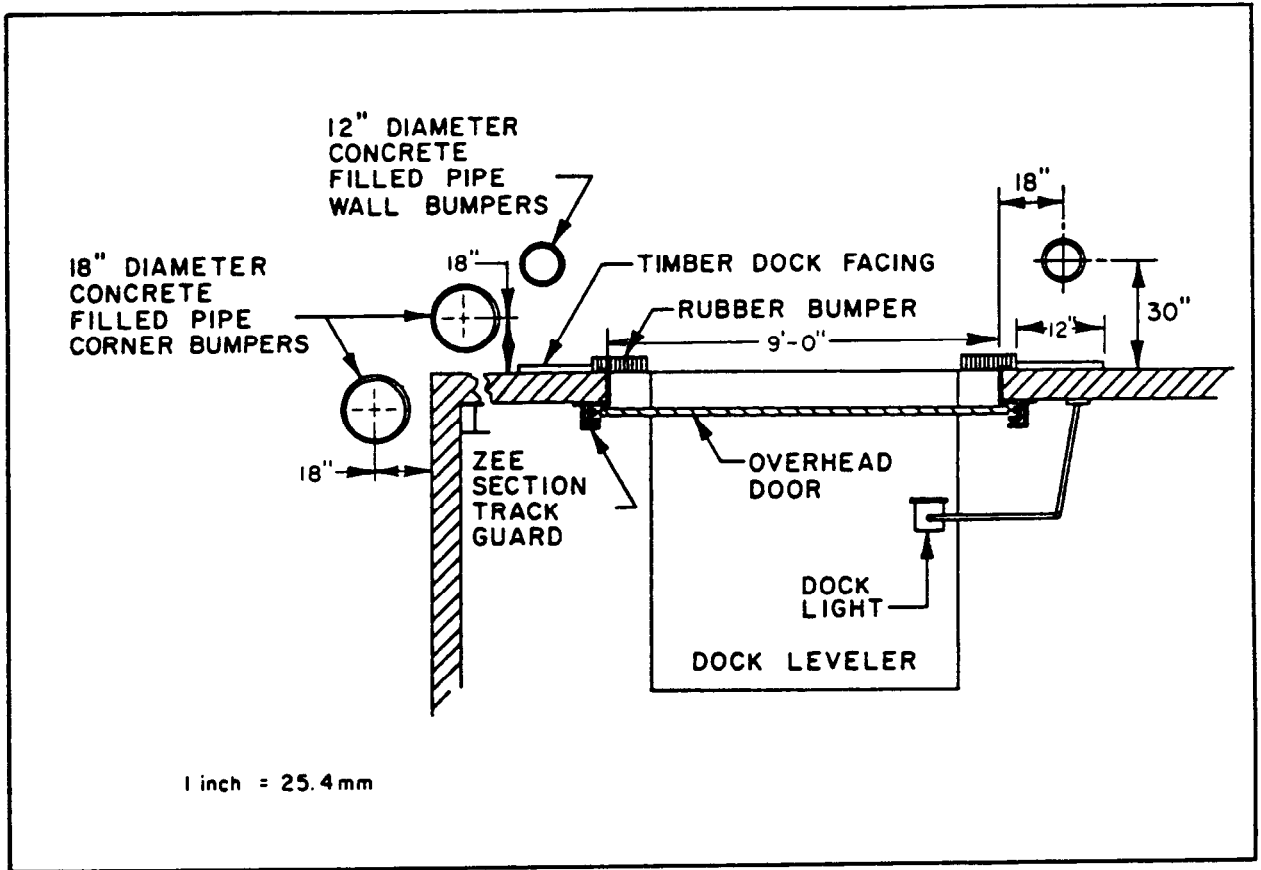 12" DIAMETER
CONCRETE
FILLED PIPE
WALL BUMPERS
18"
18" DIAMETER
CONCRETE
FILLED PIPE
CORNER BUMPERS
18"
TIMBER DOCK FACING
RUBBER BUMPER
9'-0"
12"
30"
18"
ZEE
SECTION
TRACK
GUARD
OVERHEAD
DOOR
DOCK
LIGHT
DOCK LEVELER
1 inch = 25.4mm